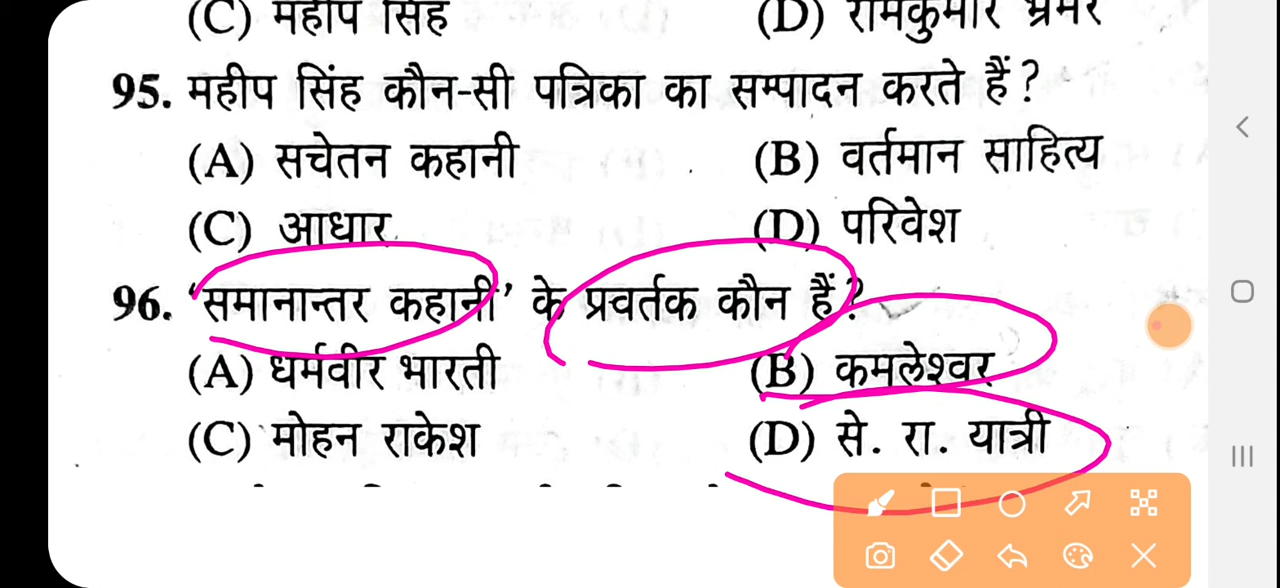 (C) महीप सिंह (D) रामकुमार भ्रमर
95. महीप सिंह कौन-सी पत्रिका का सम्पादन करते हैं?
(A) सचेतन कहानी (B) वर्तमान साहित्य
(C) आधार (D) परिवेश
96. 'समानान्तर कहानी' के प्रवर्तक कौन हैं?
(A) धर्मवीर भारती (B) कमलेश्वर
(C) मोहन राकेश (D) से. रा. यात्री